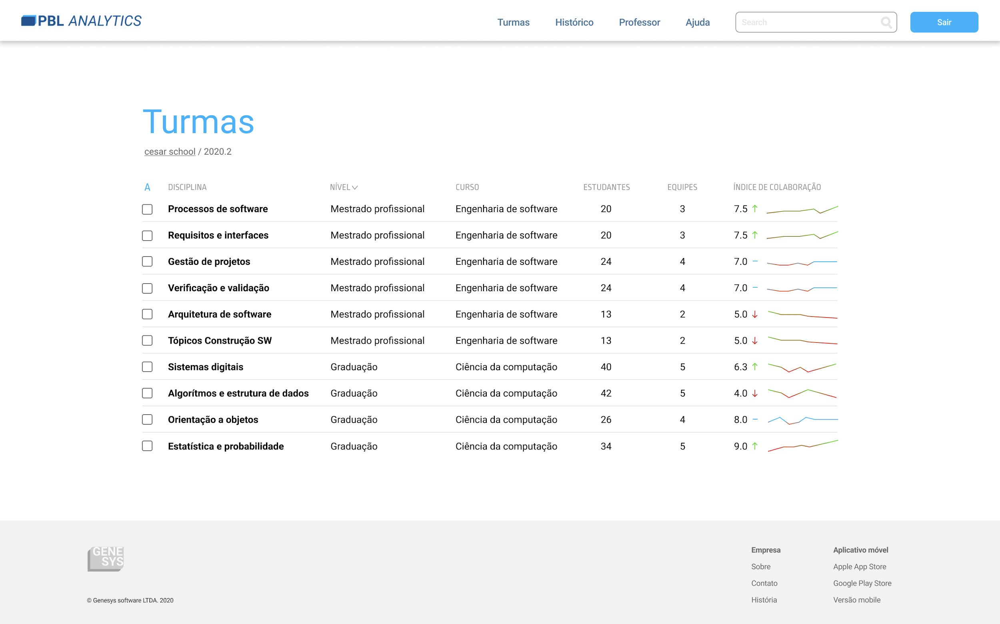 PBL ANALYTICS Turmas Histórico Professor Ajuda Search Sair
Turmas
cesar school / 2020.2
A DISCIPLINA NÍVEL CURSO ESTUDANTES EQUIPES ÍNDICE DE COLABORAÇÃO
Processos de software Mestrado profissional Engenharia de software 20 3 7.5
Requisitos e interfaces Mestrado profissional Engenharia de software 20 3 7.5
Gestão de projetos Mestrado profissional Engenharia de software 24 4 7.0
Verificação e validação Mestrado profissional Engenharia de software 24 4 7.0
Arquitetura de software Mestrado profissional Engenharia de software 13 2 5.0
Tópicos Construção SW Mestrado profissional Engenharia de software 13 2 5.0
Sistemas digitais Graduação Ciência da computação 40 5 6.3
Algorítmos e estrutura de dados Graduação Ciência da computação 42 5 4.0
Orientação a objetos Graduação Ciência da computação 26 4 8.0
Estatística e probabilidade Graduação Ciência da computação 34 5 9.0
GENE
SYS
© Genesys software LTDA. 2020
Empresa Aplicativo móvel
Sobre Apple App Store
Contato Google Play Store
História Versão mobile